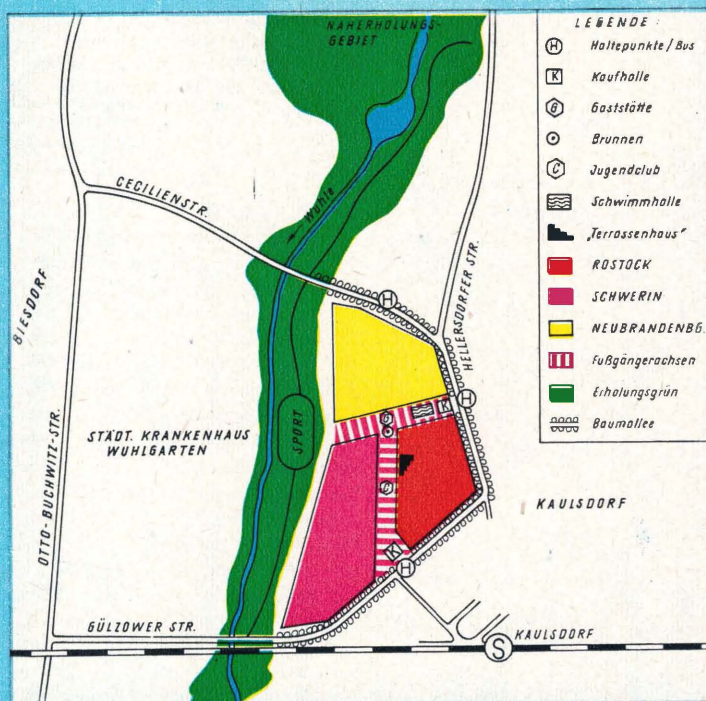 NAHERHOLUNGS-
GEBIET
CECILIENSTR.
Wuhle
BIESDORF
HELLERSDORFER STR.
H
G
K
H
STÄDT. KRANKENHAUS
WUHLGARTEN
SPORT
OTTO-BUCHWITZ-STR.
C
KAULSDORF
K
H
GÜLZOWER STR.
KAULSDORF
S
LEGENDE :
H Haltepunkte/Bus
K Kaufhalle
G Gaststätte
Brunnen
C Jugendclub
Schwimmhalle
„Terrassenhaus"
ROSTOCK
SCHWERIN
NEUBRANDENBG.
Fußgängerachsen
Erholungsgrün
Baumallee